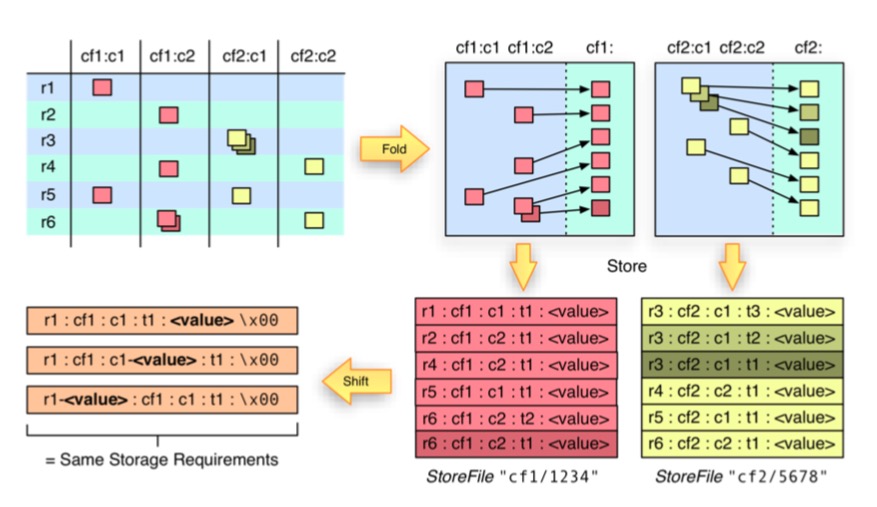 cf1:c1 cf1:c2 cf2:c1 cf2:c2
r1
r2
r3
r4
r5
r6
Fold
cf1:c1 cf1:c2 cf1:
cf2:c1 cf2:c2 cf2:
Store
r1 : cf1 : c1 : t1 : <value>
r2 : cf1 : c2 : t1 : <value>
r4 : cf1 : c2 : t1 : <value>
r5 : cf1 : c1 : t1 : <value>
r6 : cf1 : c2 : t2 : <value>
r6 : cf1 : c2 : t1 : <value>
StoreFile "cf1/1234"
r3 : cf2 : c1 : t3 : <value>
r3 : cf2 : c1 : t2 : <value>
r3 : cf2 : c1 : t1 : <value>
r4 : cf2 : c2 : t1 : <value>
r5 : cf2 : c1 : t1 : <value>
r6 : cf2 : c2 : t1 : <value>
StoreFile "cf2/5678"
Shift
r1 : cf1 : c1 : t1 : <value> \x00
r1 : cf1 : c1-<value> : t1 : \x00
r1-<value> : cf1 : c1 : t1 : \x00
= Same Storage Requirements